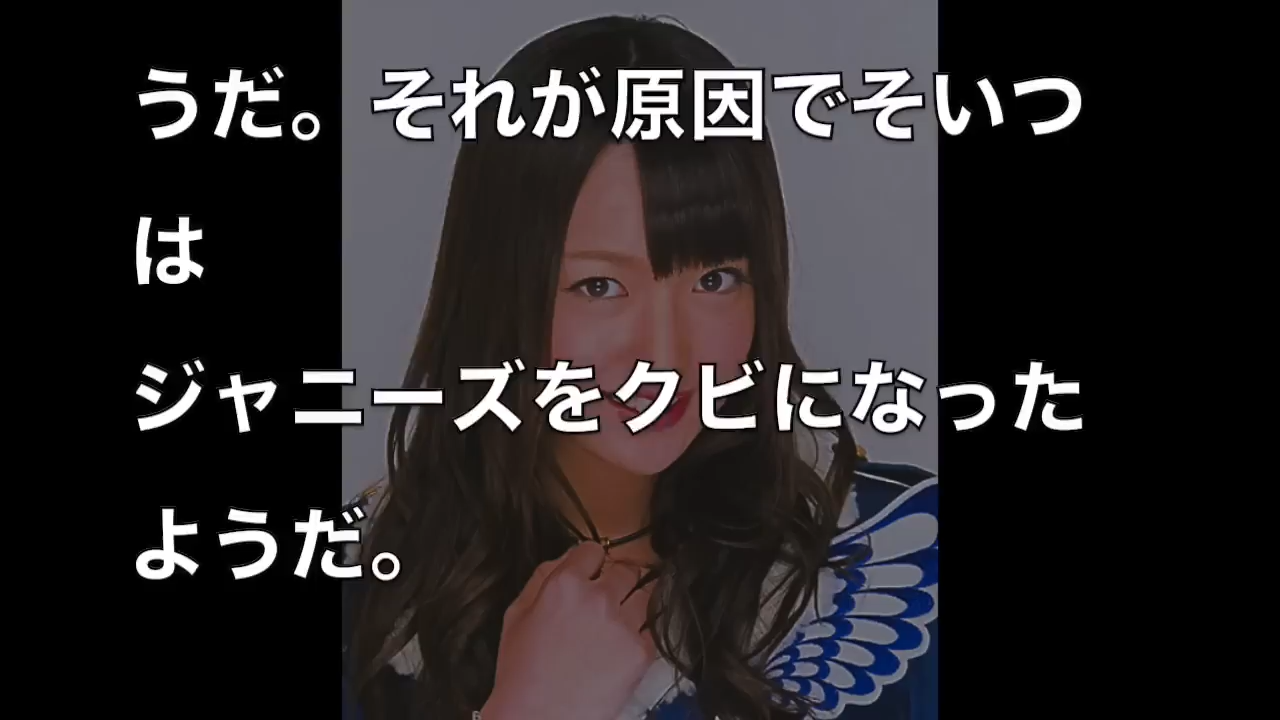 うだ。それが原因でそいつ
は
ジャニーズをクビになった
ようだ。